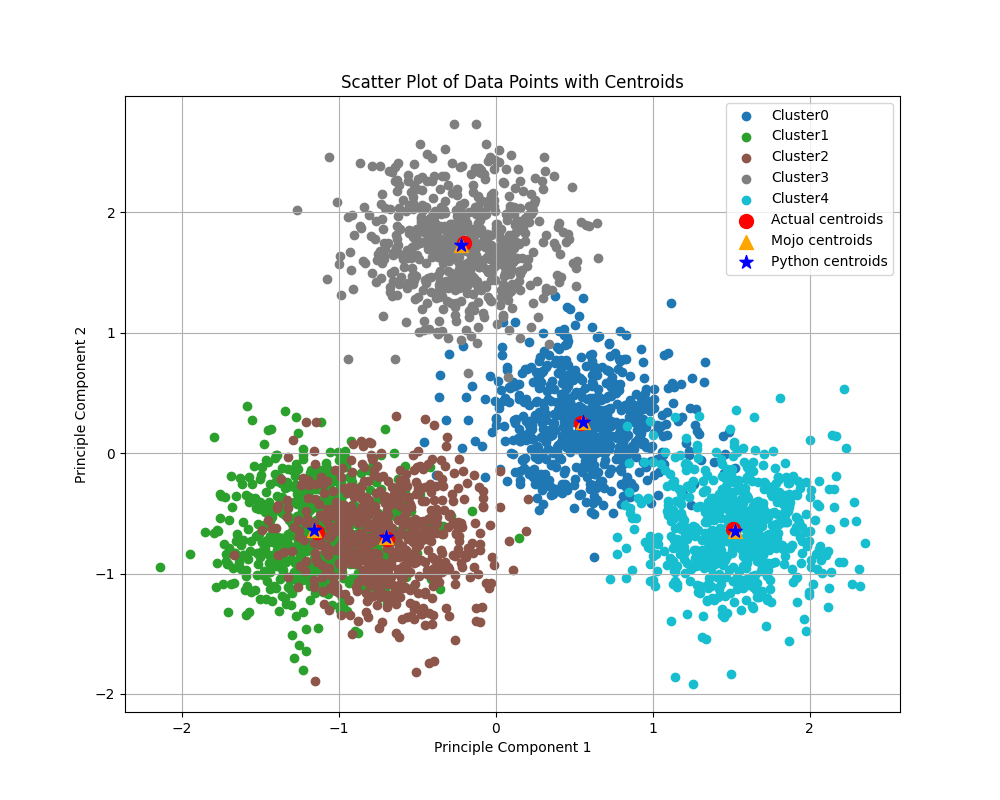 Scatter Plot of Data Points with Centroids
Cluster0
Cluster1
Cluster2
Cluster3
Cluster4
Actual centroids
Mojo centroids
Python centroids
Principle Component 2
2
1
0
−1
−2
−2
−1
0
1
2
Principle Component 1